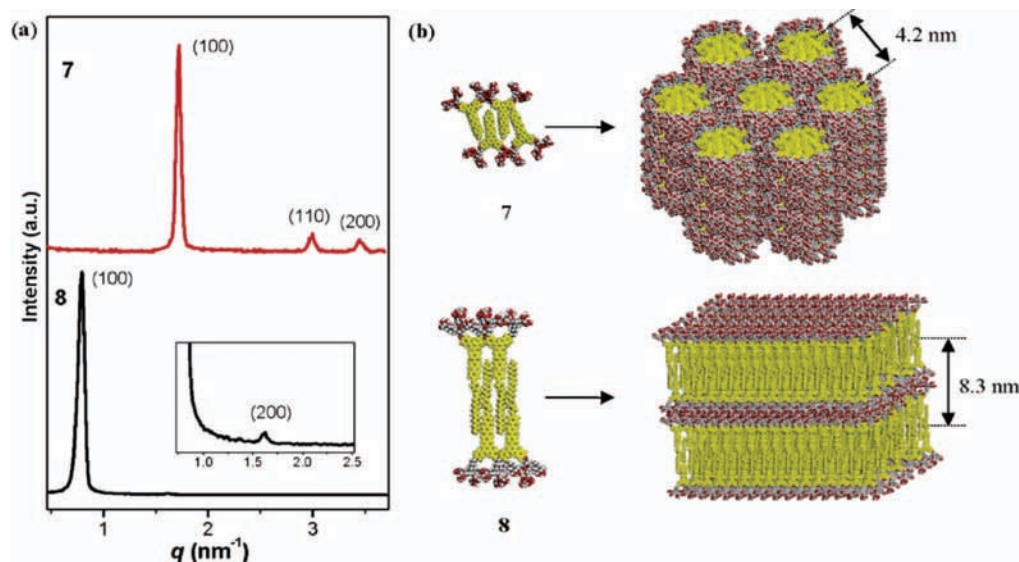 (a)
7
(100)
(110)
(200)
8
(100)
(200)
1.0 1.5 2.0 2.5
1 2 3
Intensity (a.u.)
q (nm⁻¹)
(b)
4.2 nm
7
8.3 nm
8